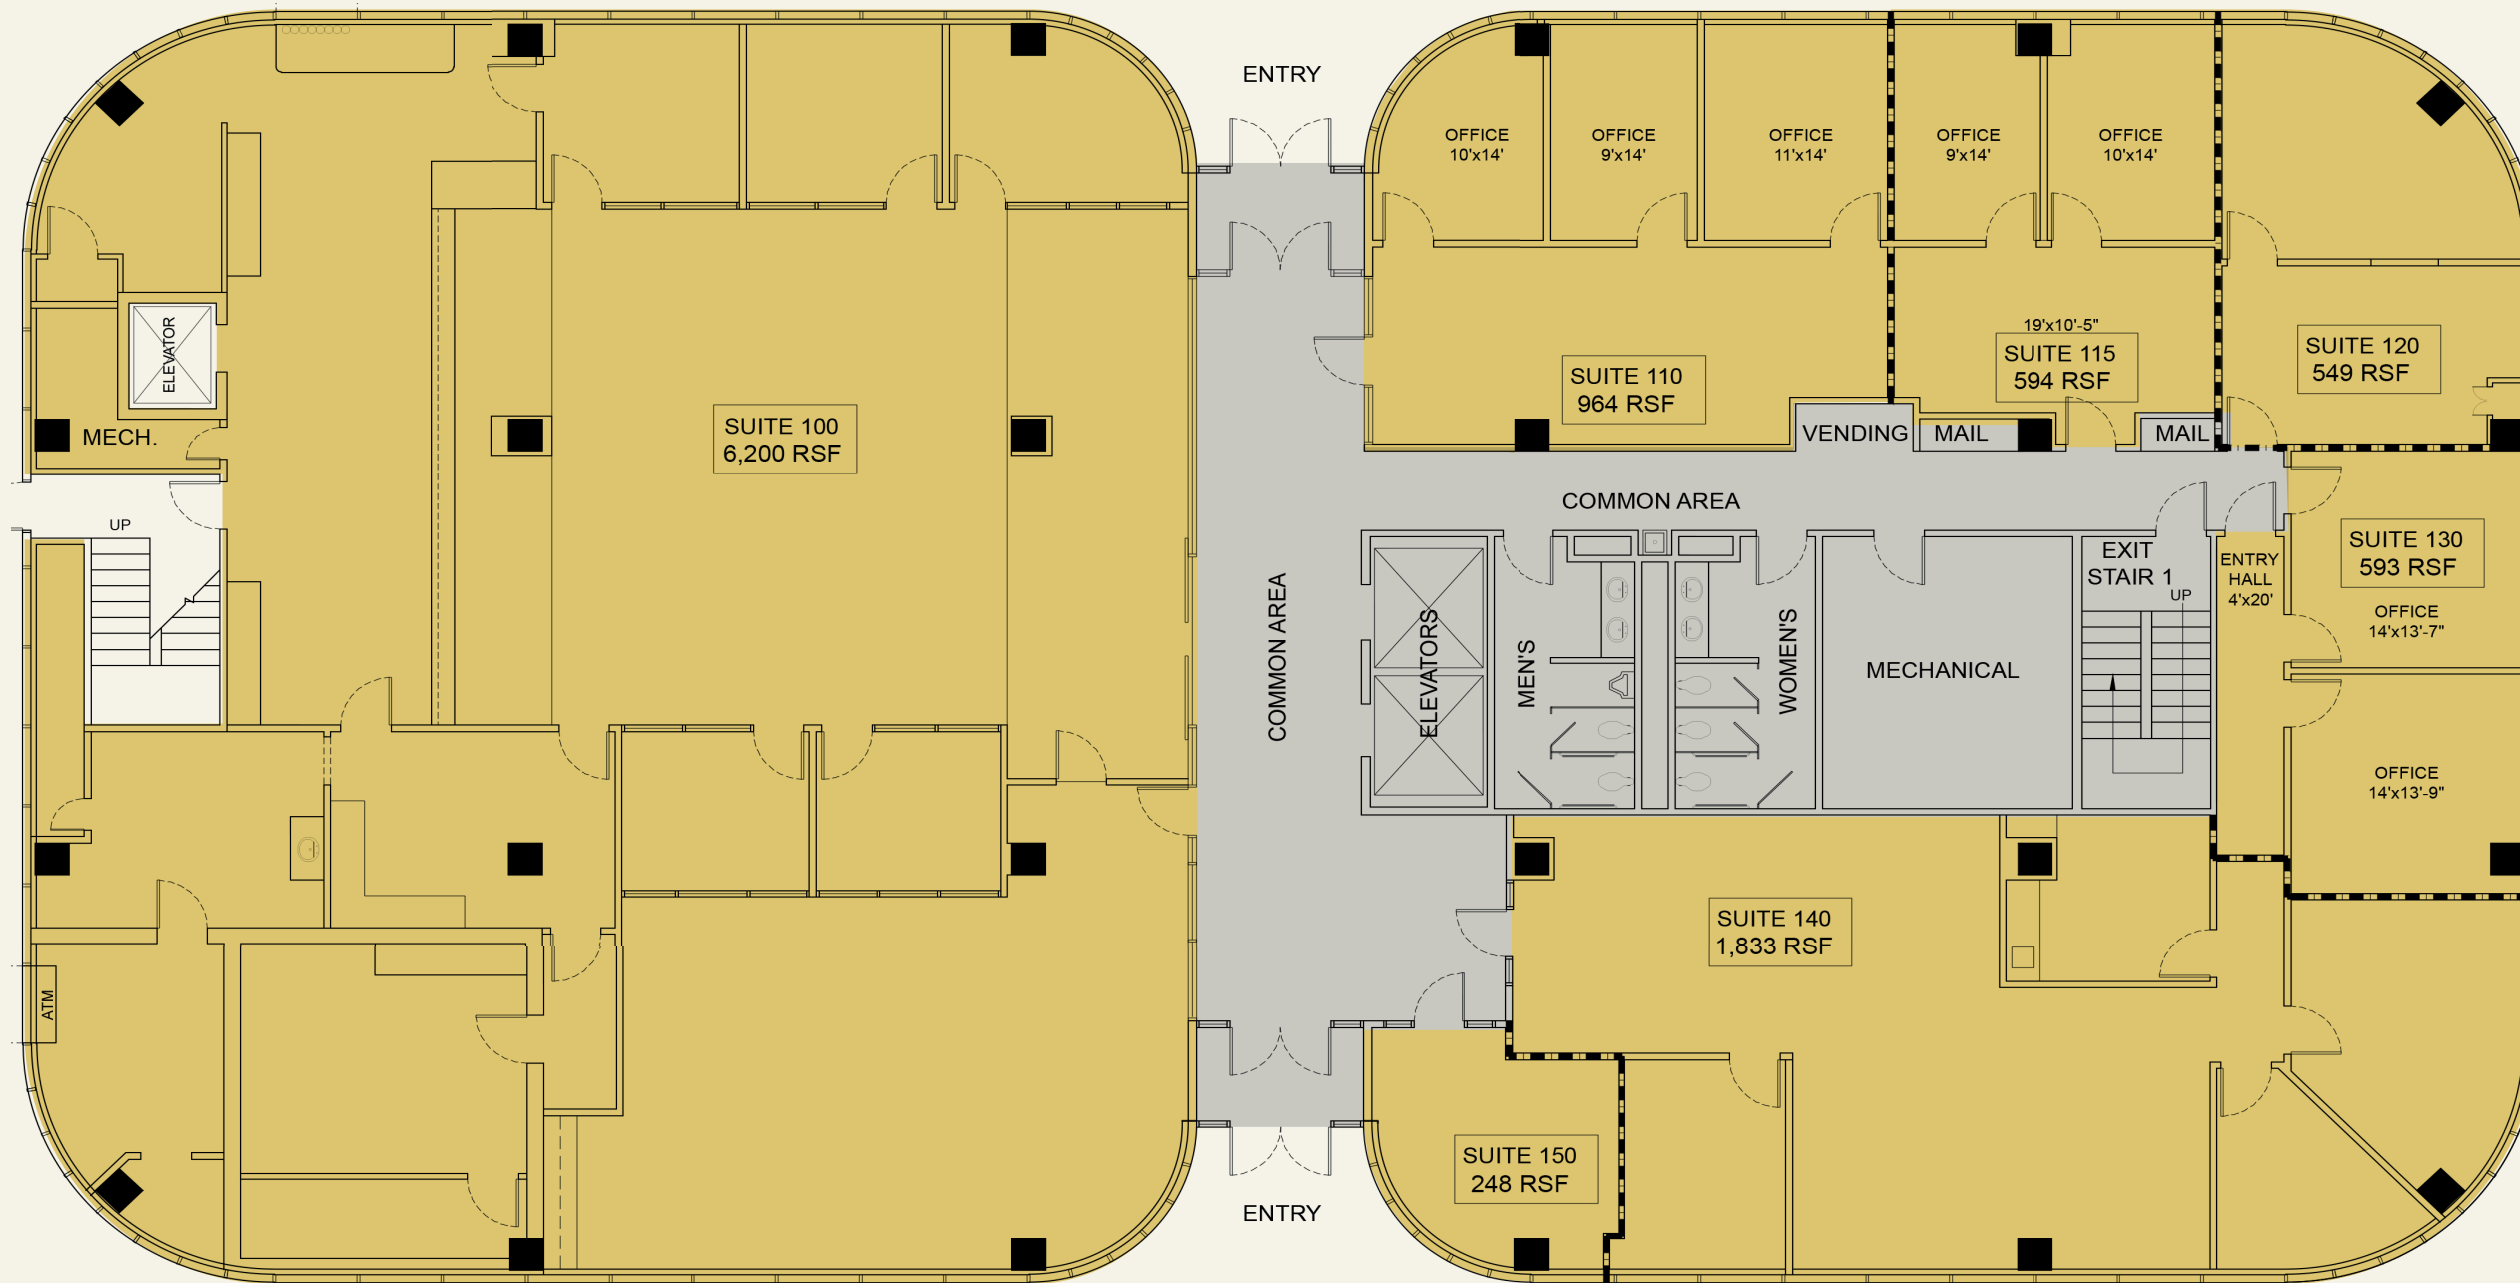 ENTRY
OFFICE
10'x14'
OFFICE
9'x14'
OFFICE
11'x14'
OFFICE
9'x14'
OFFICE
10'x14'
ELEVATOR
MECH.
UP
SUITE 100
6,200 RSF
SUITE 110
964 RSF
19'x10'-5"
SUITE 115
594 RSF
SUITE 120
549 RSF
VENDING
MAIL
MAIL
COMMON AREA
COMMON AREA
ELEVATORS
MEN'S
WOMEN'S
MECHANICAL
EXIT
STAIR 1
UP
ENTRY
HALL
4'x20'
SUITE 130
593 RSF
OFFICE
14'x13'-7"
OFFICE
14'x13'-9"
SUITE 140
1,833 RSF
ATM
SUITE 150
248 RSF
ENTRY